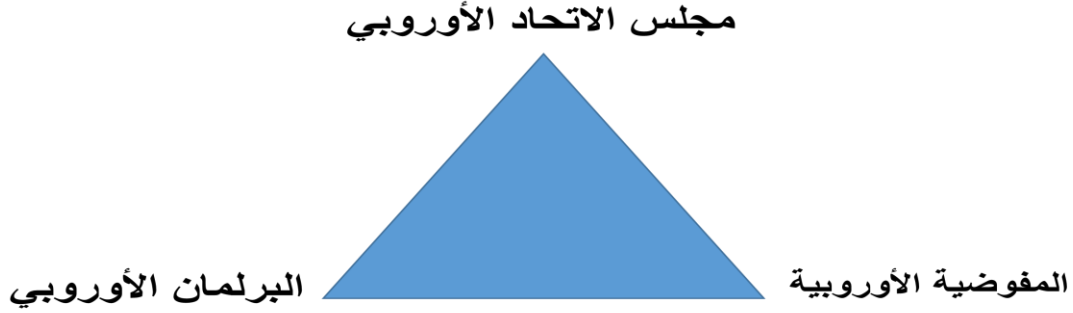 مجلس الاتحاد الأوروبي
المفوضية الأوروبية
البرلمان الأوروبي